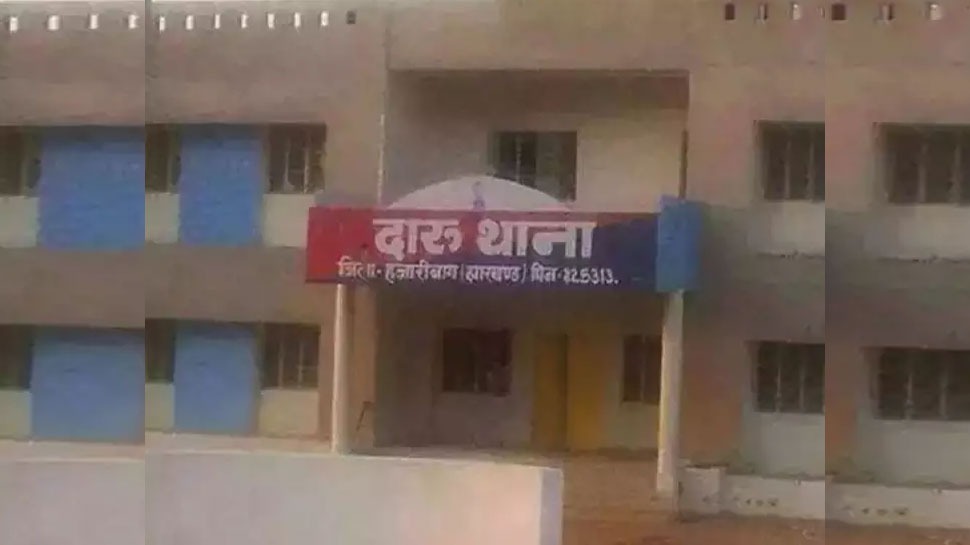 दारू थाना
जिला-हजारीबाग (झारखण्ड) पिन-825313.